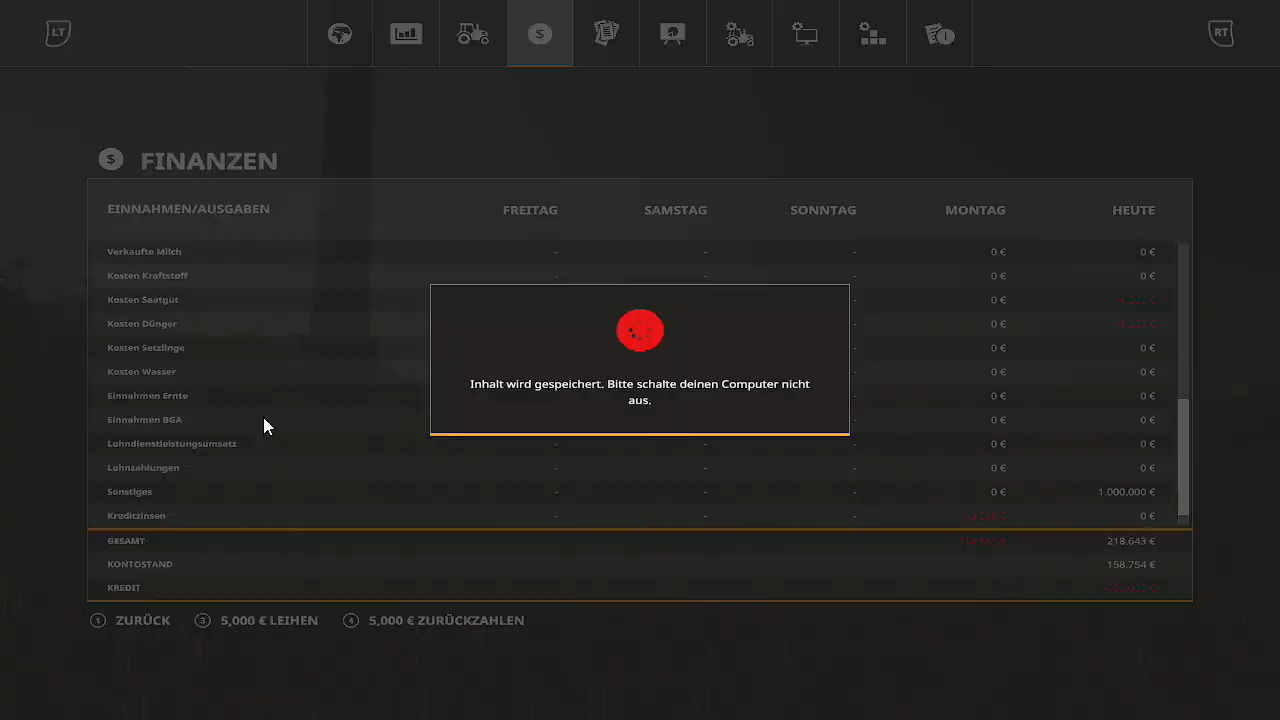 LT
RT
FINANZEN
EINNAHMEN/AUSGABEN FREITAG SAMSTAG SONNTAG MONTAG HEUTE
Verkaufte Milch - - - 0 € 0 €
Kosten Kraftstoff - - - 0 € 0 €
Kosten Saatgut 0 €
Kosten Dünger - 0 €
Kosten Setzlinge - 0 € 0 €
Kosten Wasser - 0 € 0 €
Einnahmen Ernte - 0 € 0 €
Einnahmen BGA - 0 € 0 €
Lohndienstleistungsumsatz - - - 0 € 0 €
Lohnzahlungen - - - 0 € 0 €
Sonstiges - - - 0 € 1.000.000 €
Kreditzinsen - - - 0 €
GESAMT 218.643 €
KONTOSTAND 158.754 €
KREDIT
Inhalt wird gespeichert. Bitte schalte deinen Computer nicht
aus.
1 ZURÜCK 3 5,000 € LEIHEN 4 5,000 € ZURÜCKZAHLEN